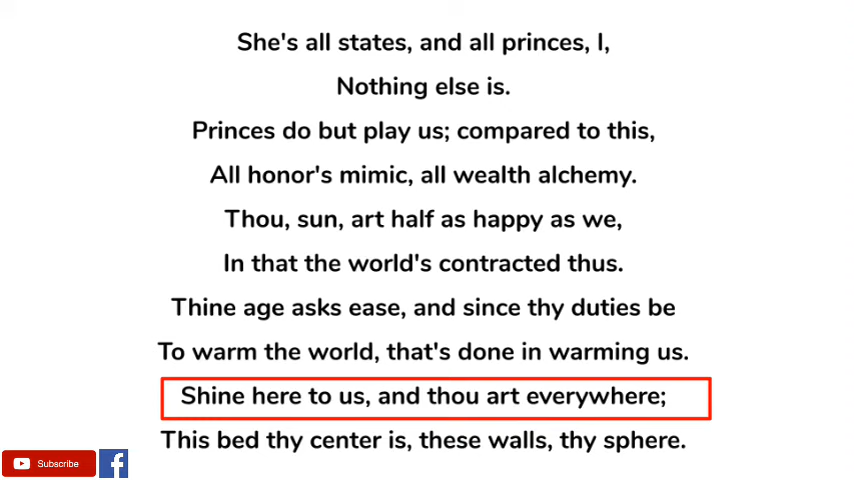 She's all states, and all princes, I,
Nothing else is.
Princes do but play us; compared to this,
All honor's mimic, all wealth alchemy.
Thou, sun, art half as happy as we,
In that the world's contracted thus.
Thine age asks ease, and since thy duties be
To warm the world, that's done in warming us.
Shine here to us, and thou art everywhere;
This bed thy center is, these walls, thy sphere.
Subscribe
f